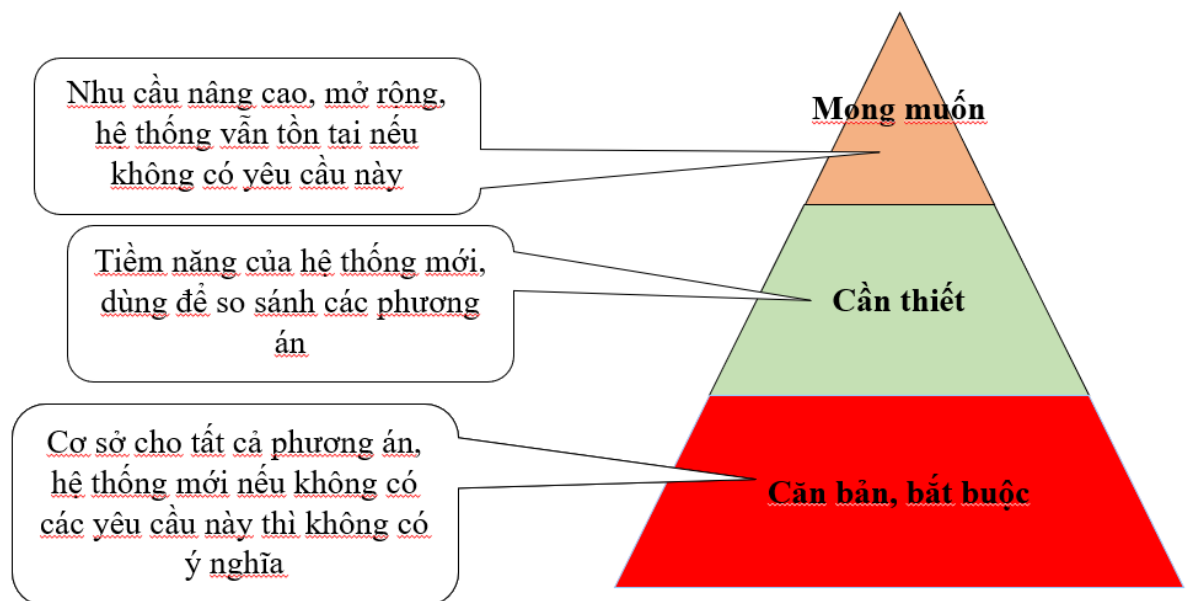 Nhu cầu nâng cao, mở rộng,
hệ thống vẫn tồn tai nếu
không có yêu cầu này
Mong muốn
Tiềm năng của hệ thống mới,
dùng để so sánh các phương
án
Cần thiết
Cơ sở cho tất cả phương án,
hệ thống mới nếu không có
các yêu cầu này thì không có
ý nghĩa
Căn bản, bắt buộc